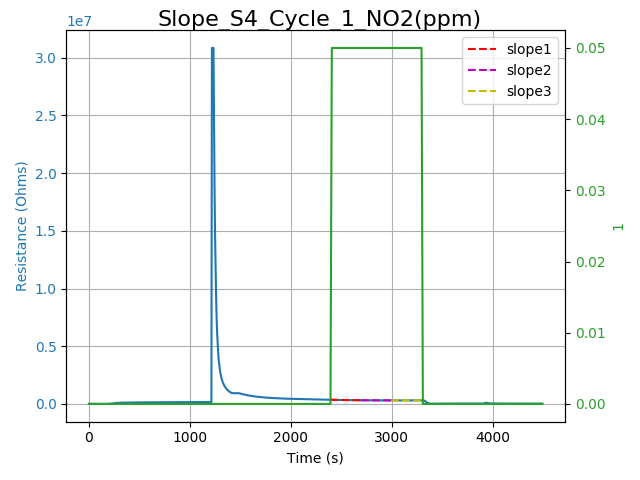 Slope_S4_Cycle_1_NO2(ppm)
1e7
slope1
slope2
slope3
3.0
2.5
2.0
1.5
1.0
0.5
0.0
Resistance (Ohms)
0.05
0.04
0.03
0.02
0.01
0.00
1
0 1000 2000 3000 4000
Time (s)